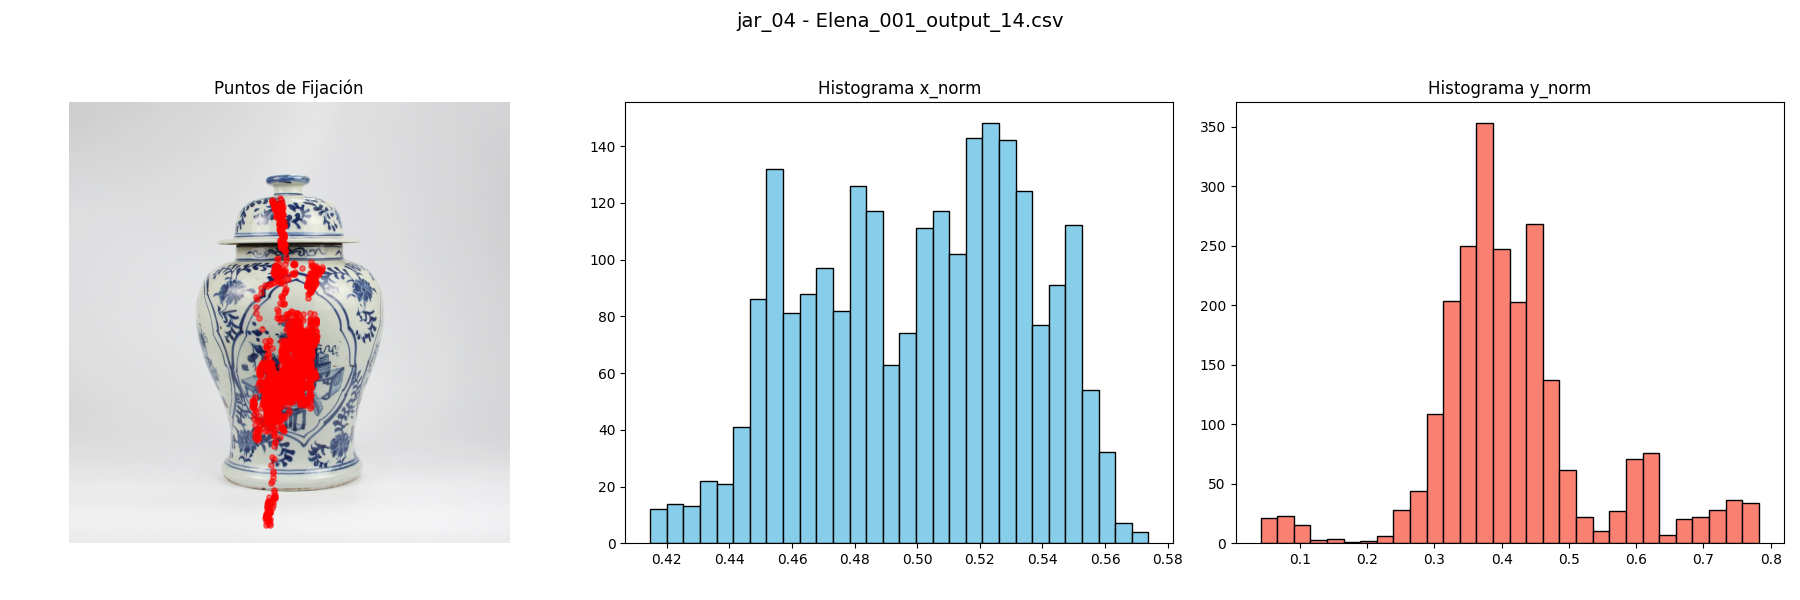 jar_04 - Elena_001_output_14.csv
Puntos de Fijación
Histograma x_norm
0
20
40
60
80
100
120
140
0.42 0.44 0.46 0.48 0.50 0.52 0.54 0.56 0.58
Histograma y_norm
0
50
100
150
200
250
300
350
0.1 0.2 0.3 0.4 0.5 0.6 0.7 0.8